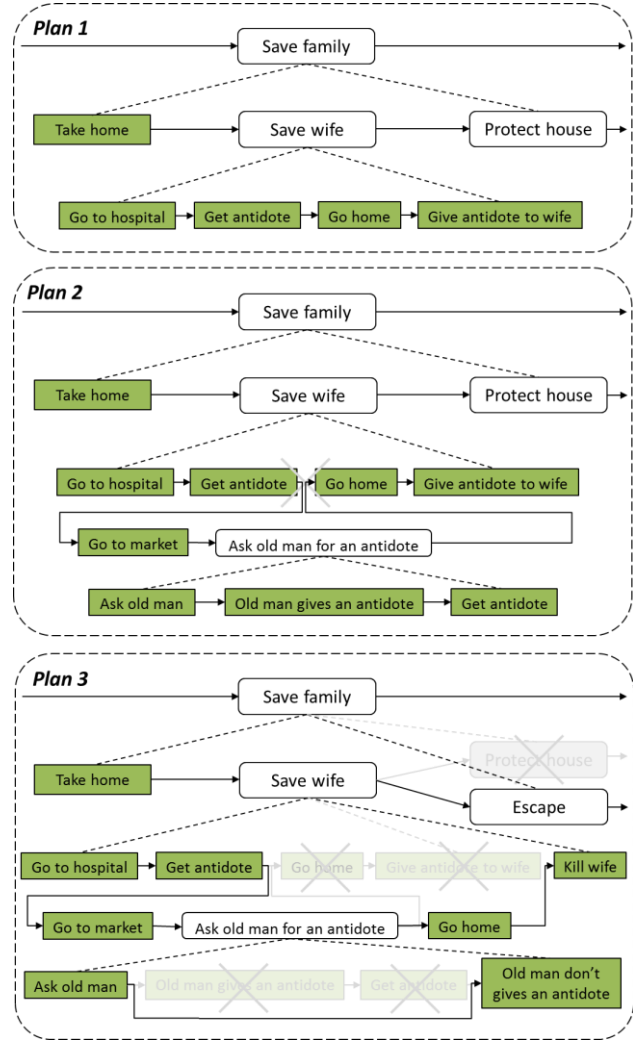 Plan 1
Save family
Take home
Save wife
Protect house
Go to hospital
Get antidote
Go home
Give antidote to wife
Plan 2
Save family
Take home
Save wife
Protect house
Go to hospital
Get antidote
Go home
Give antidote to wife
Go to market
Ask old man for an antidote
Ask old man
Old man gives an antidote
Get antidote
Plan 3
Save family
Protect house
Take home
Save wife
Escape
Go to hospital
Get antidote
Go home
Give antidote to wife
Kill wife
Go to market
Ask old man for an antidote
Go home
Ask old man
Old man gives an antidote
Get antidote
Old man don't
gives an antidote